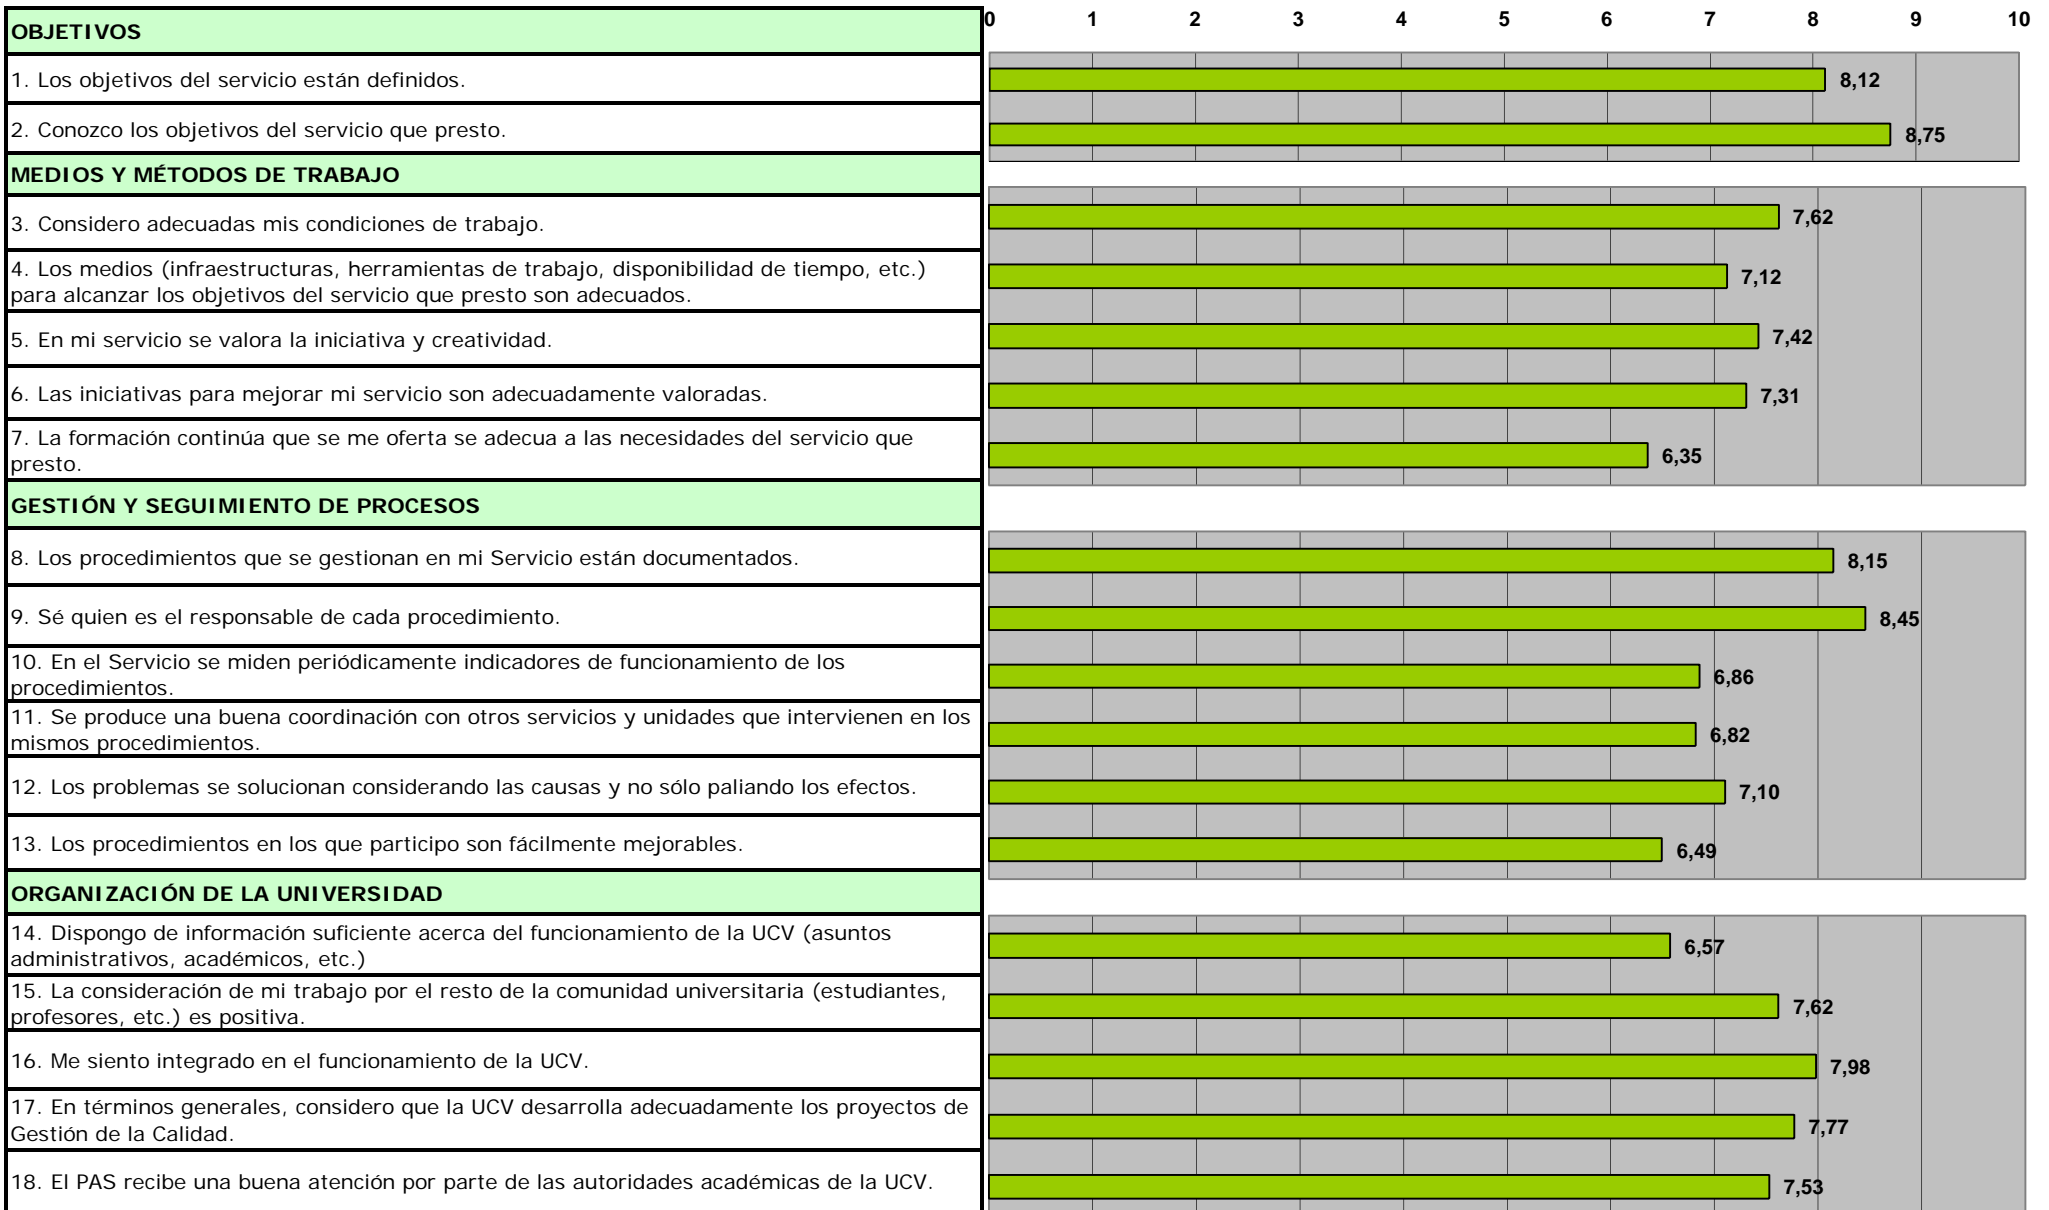 0 1 2 3 4 5 6 7 8 9 10
OBJETIVOS
1. Los objetivos del servicio están definidos.
8,12
2. Conozco los objetivos del servicio que presto.
8,75
MEDIOS Y MÉTODOS DE TRABAJO
3. Considero adecuadas mis condiciones de trabajo.
7,62
4. Los medios (infraestructuras, herramientas de trabajo, disponibilidad de tiempo, etc.)
para alcanzar los objetivos del servicio que presto son adecuados.
7,12
5. En mi servicio se valora la iniciativa y creatividad.
7,42
6. Las iniciativas para mejorar mi servicio son adecuadamente valoradas.
7,31
7. La formación continúa que se me oferta se adecua a las necesidades del servicio que
presto.
6,35
GESTIÓN Y SEGUIMIENTO DE PROCESOS
8. Los procedimientos que se gestionan en mi Servicio están documentados.
8,15
9. Sé quien es el responsable de cada procedimiento.
8,45
10. En el Servicio se miden periódicamente indicadores de funcionamiento de los
procedimientos.
6,86
11. Se produce una buena coordinación con otros servicios y unidades que intervienen en los
mismos procedimientos.
6,82
12. Los problemas se solucionan considerando las causas y no sólo paliando los efectos.
7,10
13. Los procedimientos en los que participo son fácilmente mejorables.
6,49
ORGANIZACIÓN DE LA UNIVERSIDAD
14. Dispongo de información suficiente acerca del funcionamiento de la UCV (asuntos
administrativos, académicos, etc.)
6,57
15. La consideración de mi trabajo por el resto de la comunidad universitaria (estudiantes,
profesores, etc.) es positiva.
7,62
16. Me siento integrado en el funcionamiento de la UCV.
7,98
17. En términos generales, considero que la UCV desarrolla adecuadamente los proyectos de
Gestión de la Calidad.
7,77
18. El PAS recibe una buena atención por parte de las autoridades académicas de la UCV.
7,53